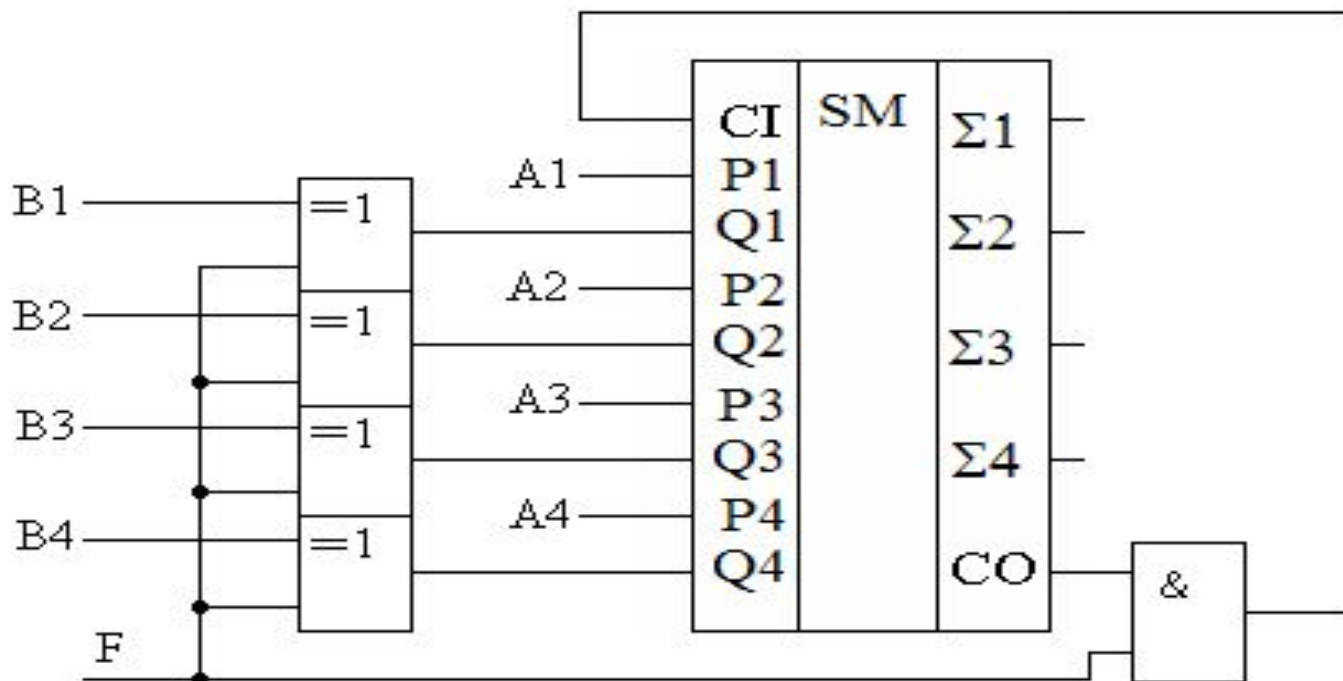 CI SM Σ1
A1 P1
B1 =1 Q1 Σ2
A2 P2
B2 =1 Q2 Σ3
A3 P3
B3 =1 Q3 Σ4
A4 P4
B4 =1 Q4 CO &
F